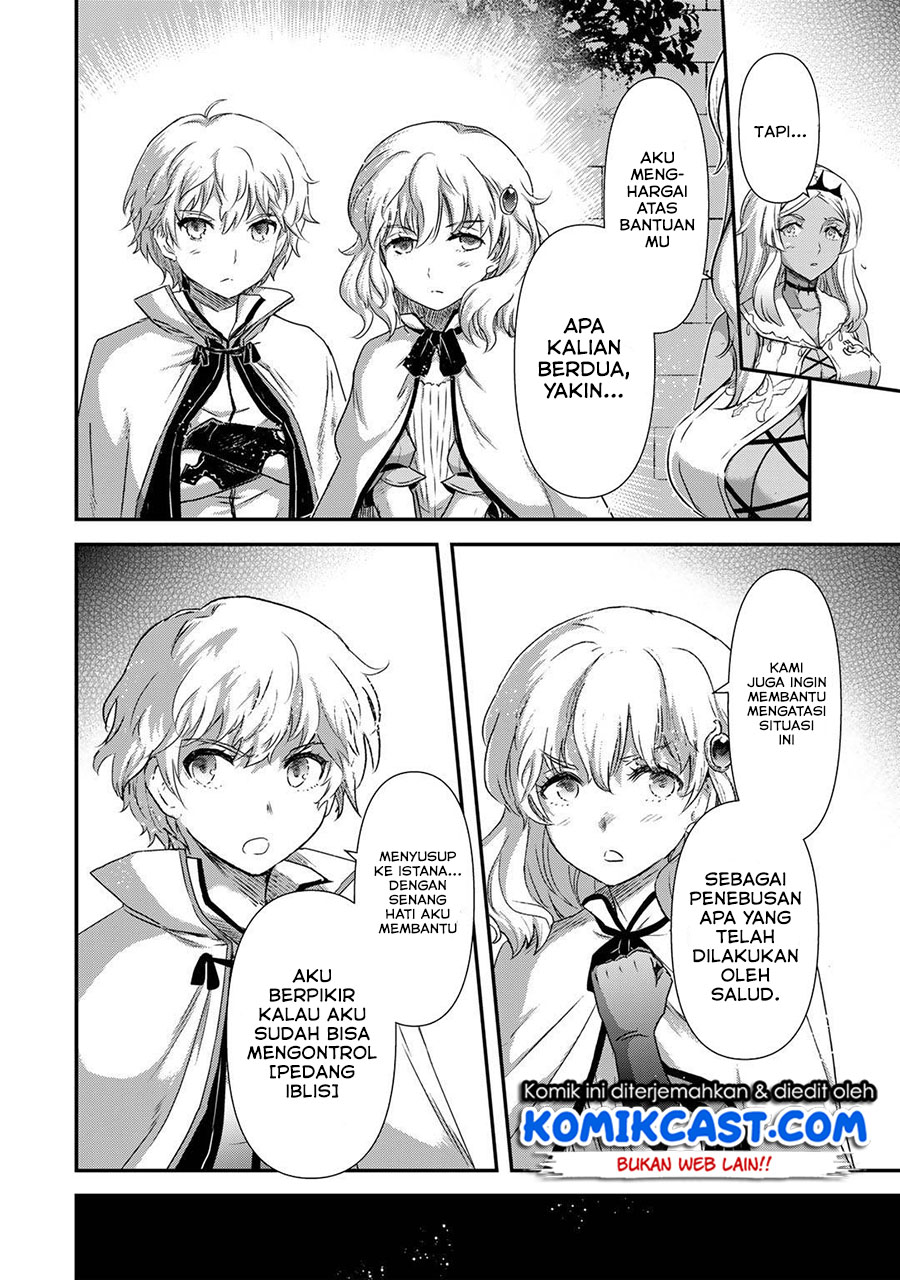 TAPI...
AKU
MENG-
HARGAI
ATAS
BANTUAN
MU
APA
KALIAN
BERDUA,
YAKIN...
KAMI
JUGA INGIN
MEMBANTU
MENGATASI
SITUASI
INI
SEBAGAI
PENEBUSAN
APA YANG
TELAH
DILAKUKAN
OLEH
SALUD.
MENYUSUP
KE ISTANA...
DENGAN
SENANG
HATI AKU
MEMBANTU
AKU
BERPIKIR
KALAU AKU
SUDAH BISA
MENGONTROL
[PEDANG
IBLIS]
Komik ini diterjemahkan & diedit oleh
KOMIKCAST.COM
BUKAN WEB LAIN!!